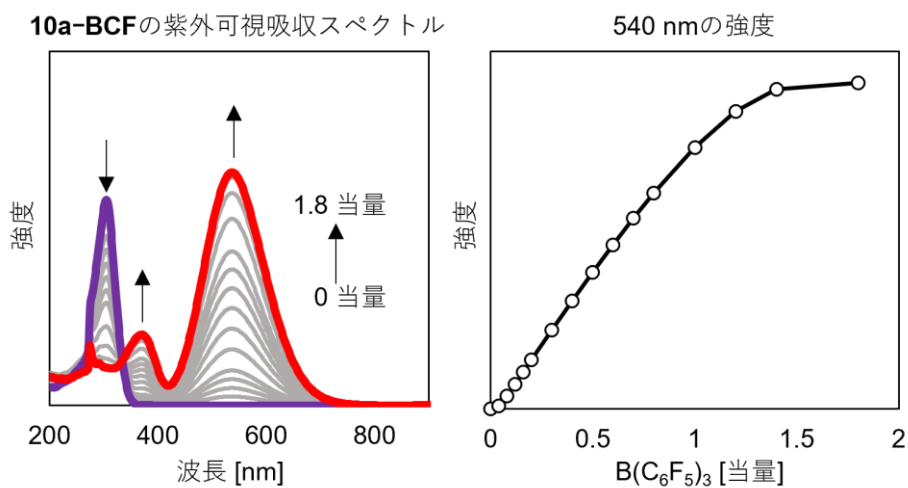 10a-BCFの紫外可視吸収スペクトル
強度
1.8 当量
0 当量
200
400
600
800
波長 [nm]
540 nmの強度
強度
0
0.5
1
1.5
2
B(C₆F₅)₃ [当量]